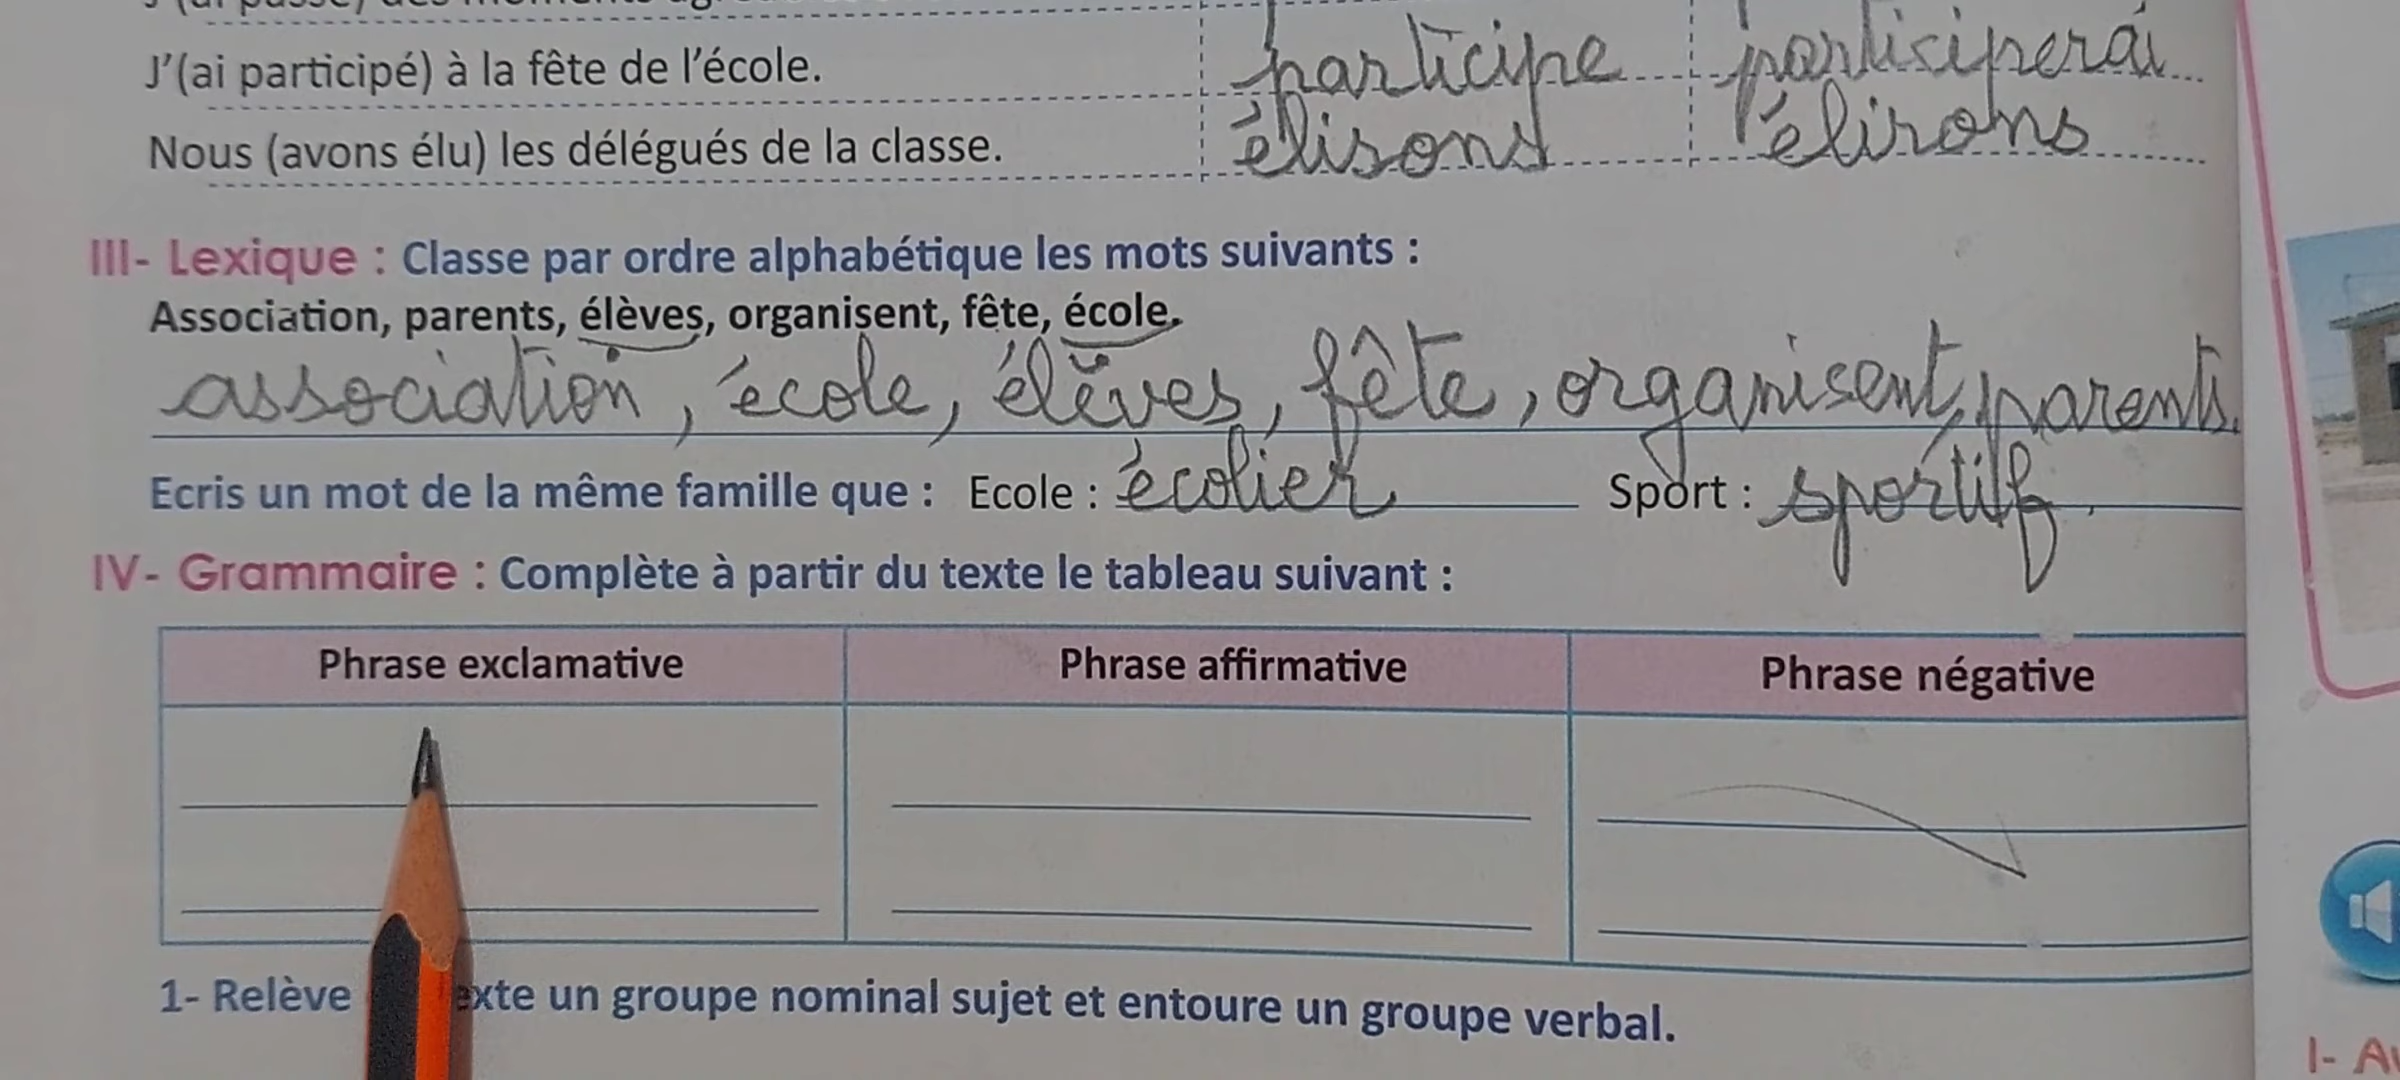 J'(ai participé) à la fête de l'école. participe participerai
Nous (avons élu) les délégués de la classe. élisons élirons
III- Lexique : Classe par ordre alphabétique les mots suivants :
Association, parents, élèves, organisent, fête, école.
association, école, élèves, fête, organisent, parents.
Ecris un mot de la même famille que : Ecole : écolier Sport : sportif.
IV- Grammaire : Complète à partir du texte le tableau suivant :
Phrase exclamative Phrase affirmative Phrase négative
1- Relève un groupe nominal sujet et entoure un groupe verbal.